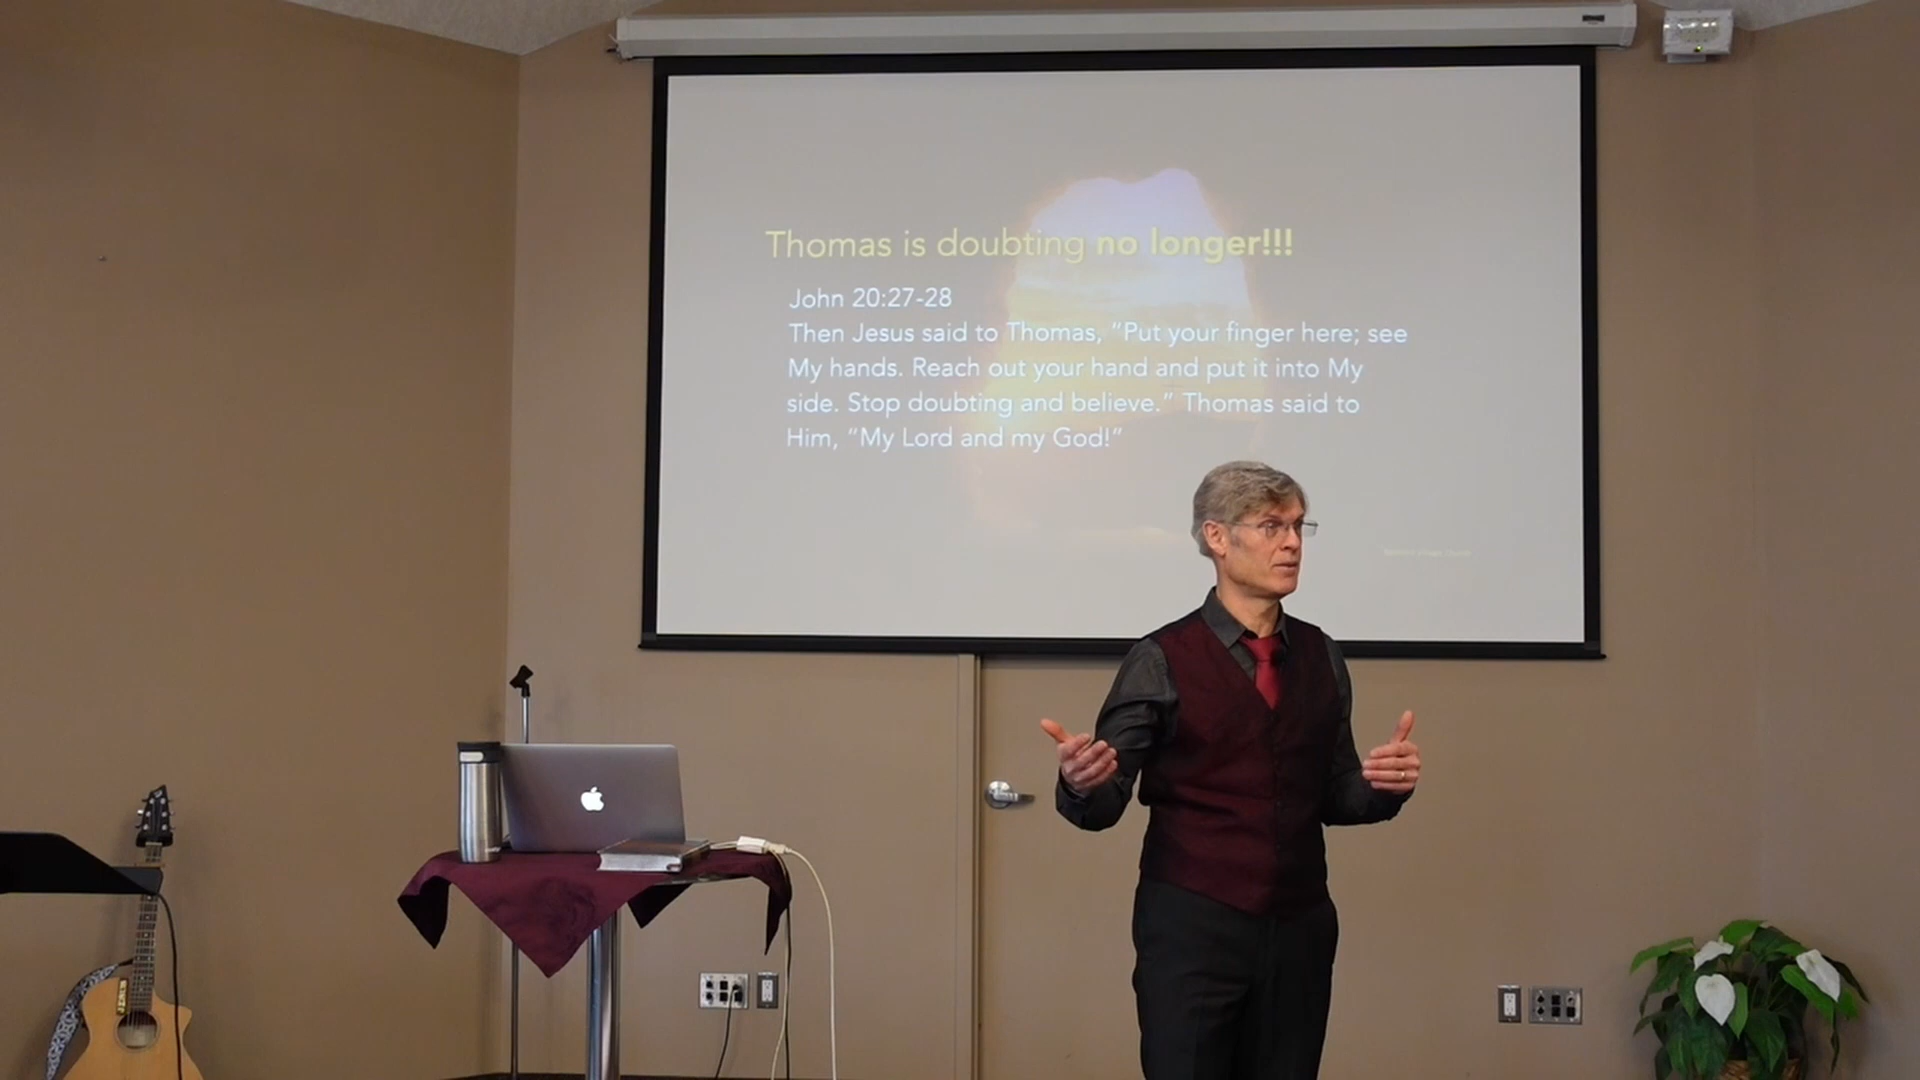 Thomas is doubting no longer!!!
John 20:27-28
Then Jesus said to Thomas, “Put your finger here; see
My hands. Reach out your hand and put it into My
side. Stop doubting and believe.” Thomas said to
Him, “My Lord and my God!”